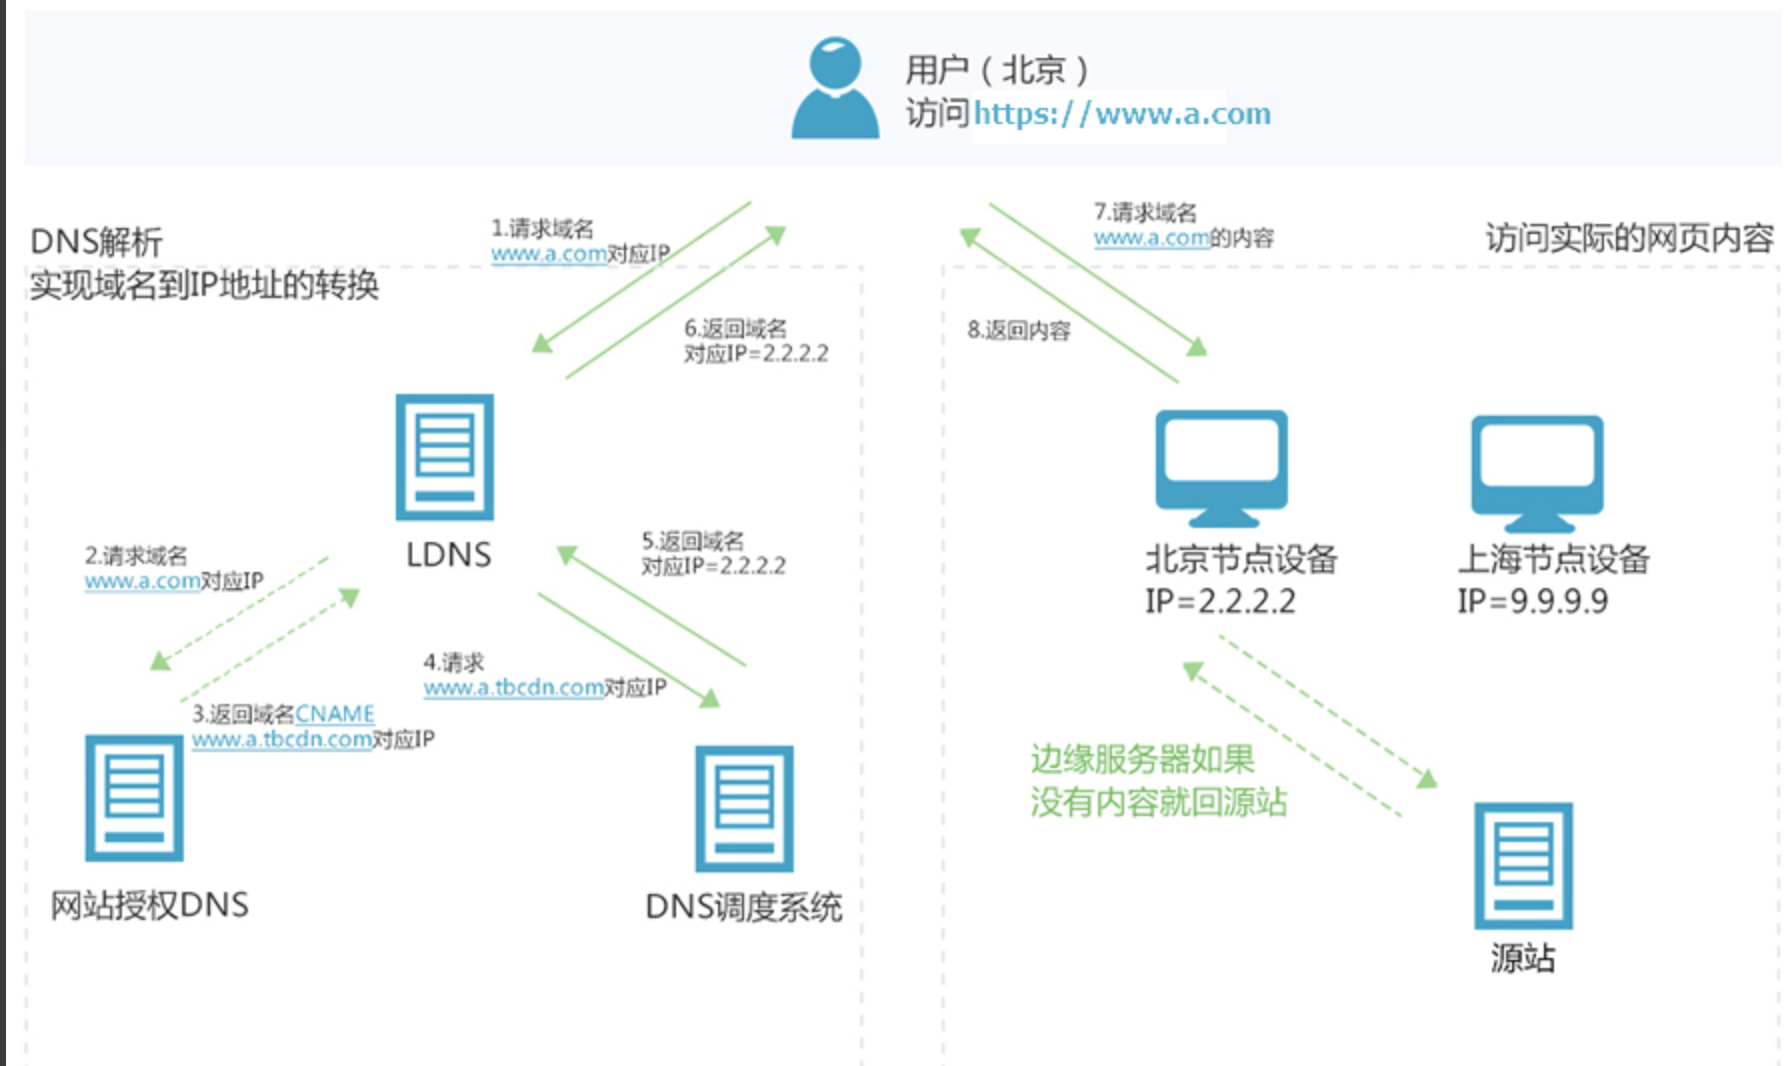 用户（北京）
访问https://www.a.com
DNS解析
实现域名到IP地址的转换
1.请求域名
www.a.com对应IP
6.返回域名
对应IP=2.2.2.2
LDNS
2.请求域名
www.a.com对应IP
3.返回域名CNAME
www.a.tbcdn.com对应IP
5.返回域名
对应IP=2.2.2.2
4.请求
www.a.tbcdn.com对应IP
网站授权DNS
DNS调度系统
7.请求域名
www.a.com的内容
访问实际的网页内容
8.返回内容
北京节点设备
IP=2.2.2.2
上海节点设备
IP=9.9.9.9
边缘服务器如果
没有内容就回源站
源站